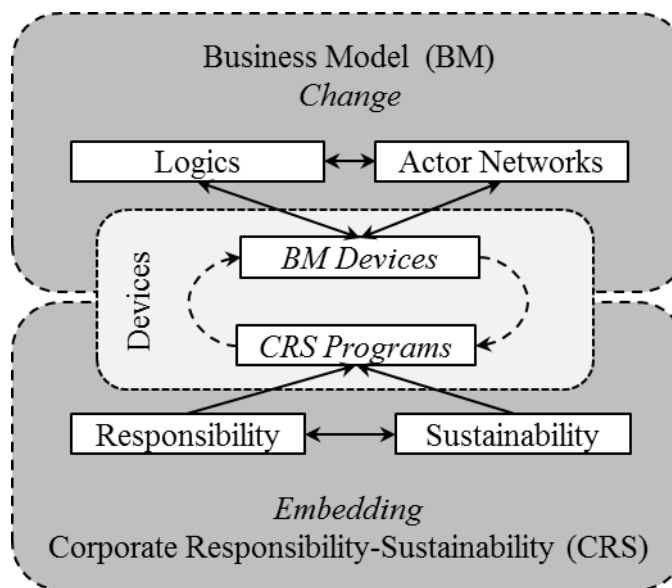 Business Model (BM)
Change
Logics
Actor Networks
Devices
BM Devices
CRS Programs
Responsibility
Sustainability
Embedding
Corporate Responsibility-Sustainability (CRS)